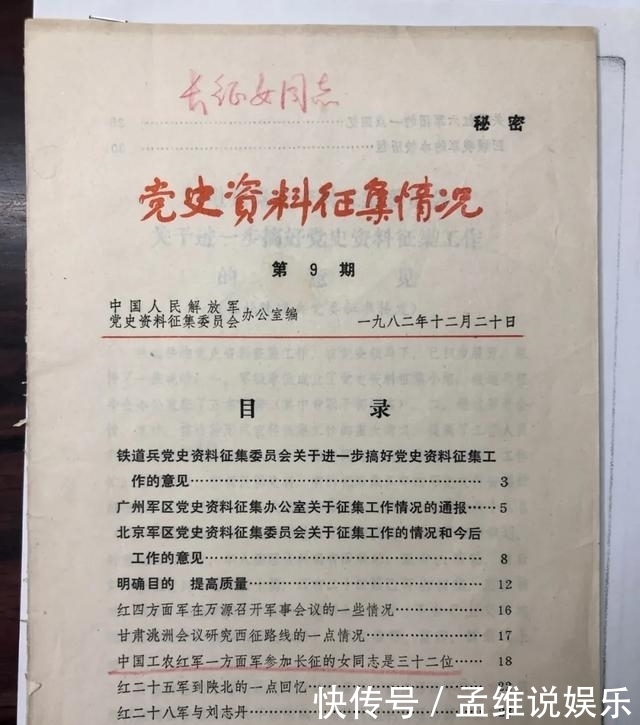 长征女同志
秘密
党史资料征集情况
第9期
中国人民解放军
党史资料征集委员会办公室编
一九八二年十二月二十日
目录
铁道兵党史资料征集委员会关于进一步搞好党史资料征集工
作的意见……3
广州军区党史资料征集办公室关于征集工作情况的通报……5
北京军区党史资料征集委员会关于征集工作的情况和今后
工作的意见……8
明确目的 提高质量……12
红四方面军在万源召开军事会议的一些情况……16
甘肃洮洲会议研究西征路线的一点情况……17
中国工农红军一方面军参加长征的女同志是三十二位……18
红二十五军到陕北的一点回忆……22
红二十八军与刘志丹
快传号／孟维说娱乐